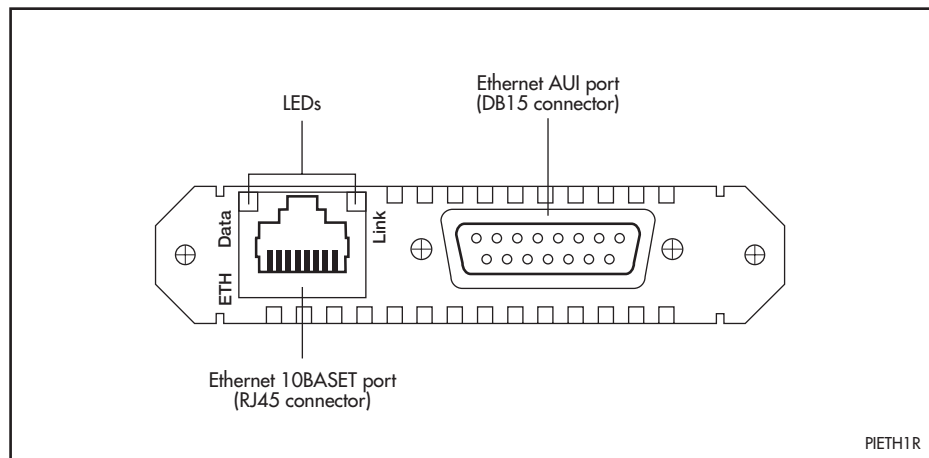 Ethernet AUI port
(DB15 connector)
LEDs
Data
Link
ETH
Ethernet 10BASET port
(RJ45 connector)
PIETH1R